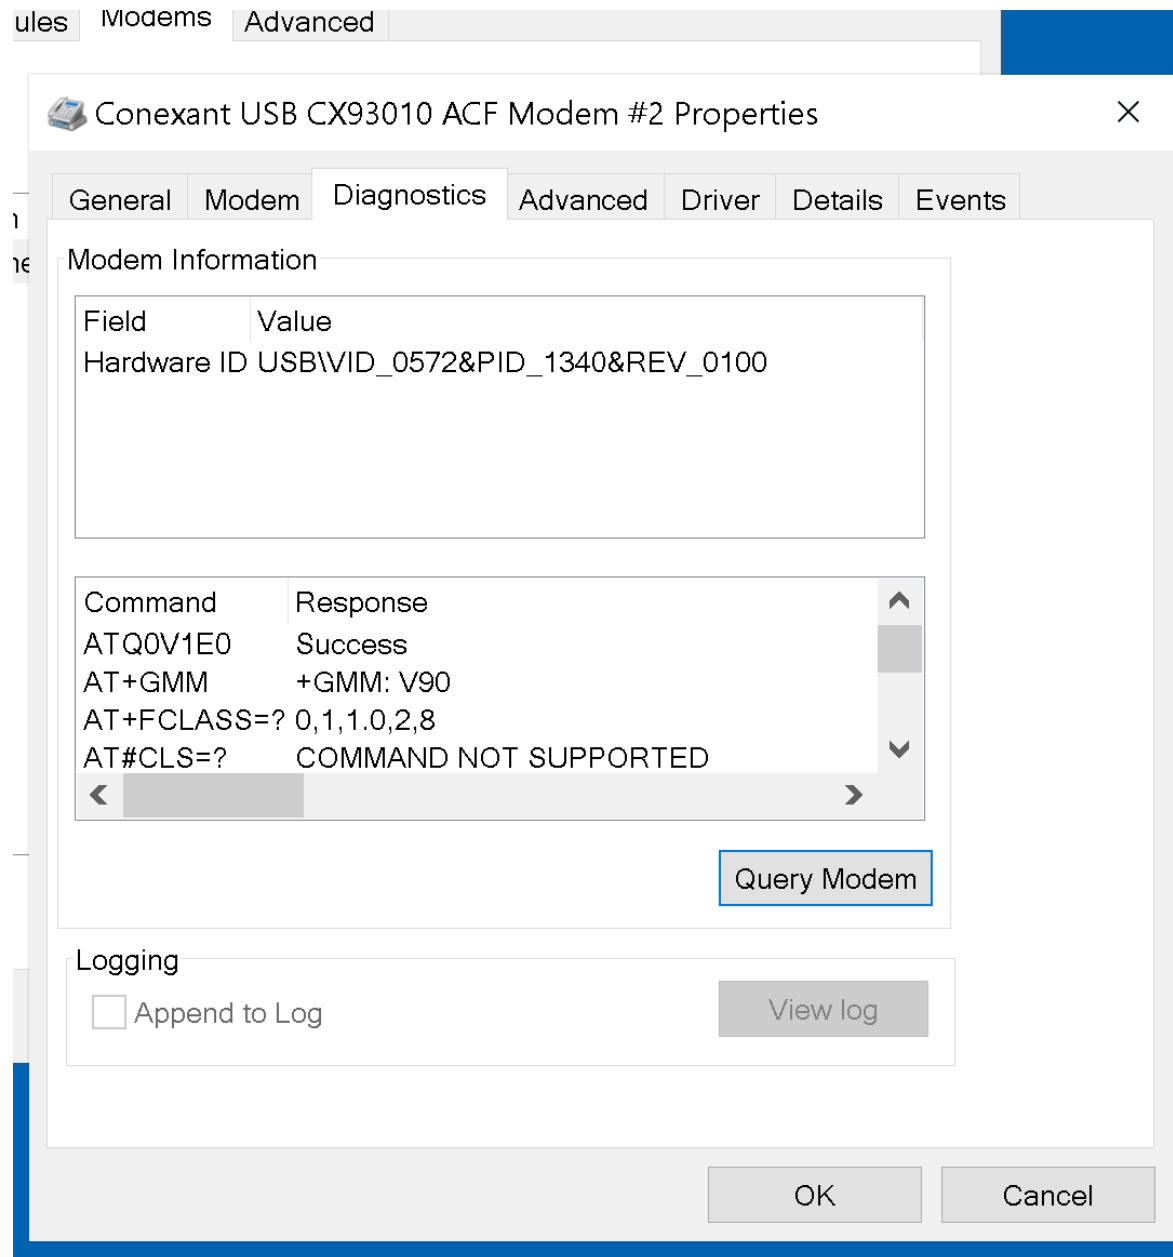 ules Modems Advanced
Conexant USB CX93010 ACF Modem #2 Properties
General Modem Diagnostics Advanced Driver Details Events
Modem Information
Field Value
Hardware ID USB\VID_0572&PID_1340&REV_0100
Command Response
ATQ0V1E0 Success
AT+GMM +GMM: V90
AT+FCLASS=? 0,1,1.0,2,8
AT#CLS=? COMMAND NOT SUPPORTED
Query Modem
Logging
Append to Log View log
OK Cancel